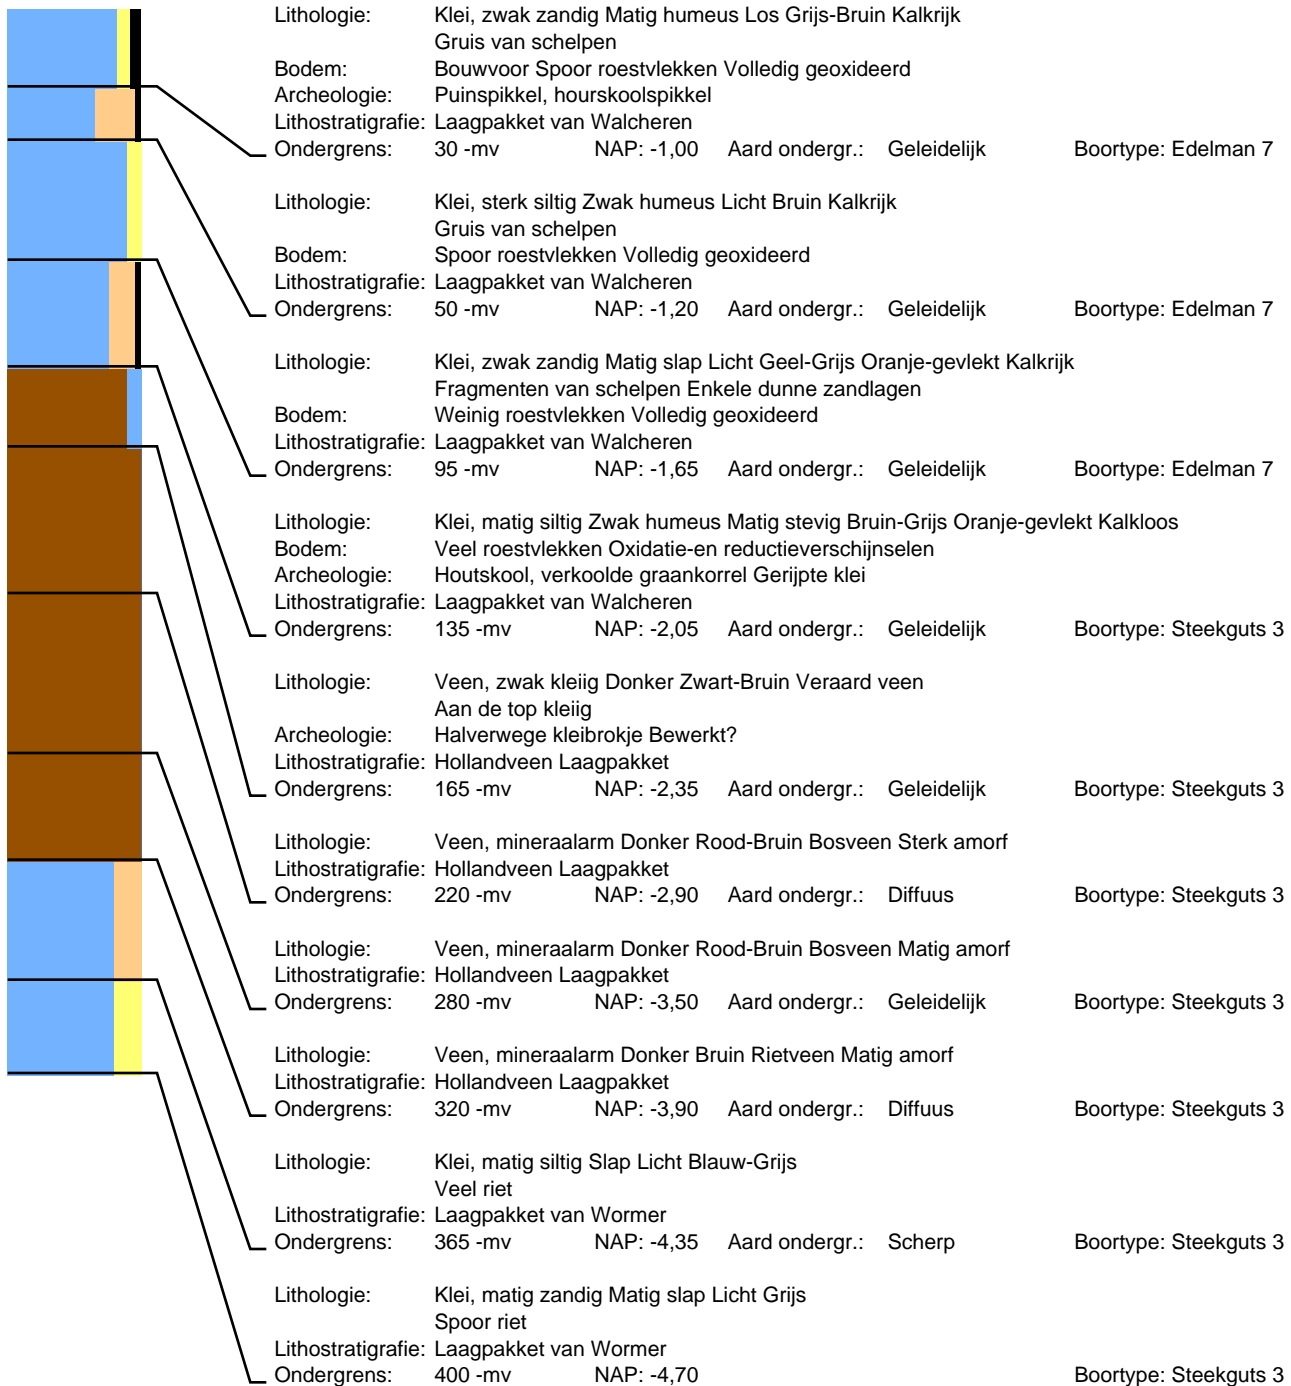 Lithologie: Klei, zwak zandig Matig humeus Los Grijs-Bruin Kalkrijk
Gruis van schelpen
Bodem: Bouwvoor Spoor roestvlekken Volledig geoxideerd
Archeologie: Puinspikkel, hourskoolspikkel
Lithostratigrafie: Laagpakket van Walcheren
Ondergrens: 30 -mv NAP: -1,00 Aard ondergr.: Geleidelijk Boortype: Edelman 7
Lithologie: Klei, sterk siltig Zwak humeus Licht Bruin Kalkrijk
Gruis van schelpen
Bodem: Spoor roestvlekken Volledig geoxideerd
Lithostratigrafie: Laagpakket van Walcheren
Ondergrens: 50 -mv NAP: -1,20 Aard ondergr.: Geleidelijk Boortype: Edelman 7
Lithologie: Klei, zwak zandig Matig slap Licht Geel-Grijs Oranje-gevlekt Kalkrijk
Fragmenten van schelpen Enkele dunne zandlagen
Bodem: Weinig roestvlekken Volledig geoxideerd
Lithostratigrafie: Laagpakket van Walcheren
Ondergrens: 95 -mv NAP: -1,65 Aard ondergr.: Geleidelijk Boortype: Edelman 7
Lithologie: Klei, matig siltig Zwak humeus Matig stevig Bruin-Grijs Oranje-gevlekt Kalkloos
Bodem: Veel roestvlekken Oxidatie-en reductieverschijnselen
Archeologie: Houtskool, verkoolde graankorrel Gerijpte klei
Lithostratigrafie: Laagpakket van Walcheren
Ondergrens: 135 -mv NAP: -2,05 Aard ondergr.: Geleidelijk Boortype: Steekguts 3
Lithologie: Veen, zwak kleiig Donker Zwart-Bruin Veraard veen
Aan de top kleiig
Archeologie: Halverwege kleibrokje Bewerkt?
Lithostratigrafie: Hollandveen Laagpakket
Ondergrens: 165 -mv NAP: -2,35 Aard ondergr.: Geleidelijk Boortype: Steekguts 3
Lithologie: Veen, mineraalarm Donker Rood-Bruin Bosveen Sterk amorf
Lithostratigrafie: Hollandveen Laagpakket
Ondergrens: 220 -mv NAP: -2,90 Aard ondergr.: Diffuus Boortype: Steekguts 3
Lithologie: Veen, mineraalarm Donker Rood-Bruin Bosveen Matig amorf
Lithostratigrafie: Hollandveen Laagpakket
Ondergrens: 280 -mv NAP: -3,50 Aard ondergr.: Geleidelijk Boortype: Steekguts 3
Lithologie: Veen, mineraalarm Donker Bruin Rietveen Matig amorf
Lithostratigrafie: Hollandveen Laagpakket
Ondergrens: 320 -mv NAP: -3,90 Aard ondergr.: Diffuus Boortype: Steekguts 3
Lithologie: Klei, matig siltig Slap Licht Blauw-Grijs
Veel riet
Lithostratigrafie: Laagpakket van Wormer
Ondergrens: 365 -mv NAP: -4,35 Aard ondergr.: Scherp Boortype: Steekguts 3
Lithologie: Klei, matig zandig Matig slap Licht Grijs
Spoor riet
Lithostratigrafie: Laagpakket van Wormer
Ondergrens: 400 -mv NAP: -4,70 Boortype: Steekguts 3